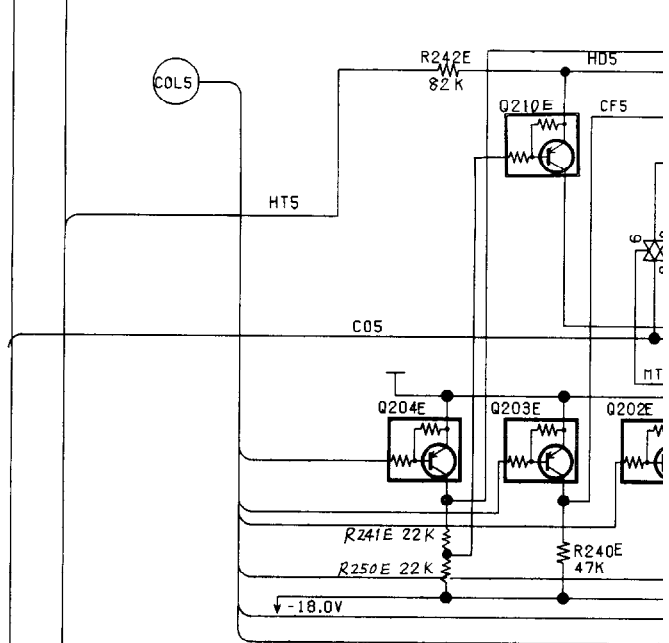 R242E
82K
HD5
COL5
Q210E
CF5
HT5
6
CO5
MT
Q204E
Q203E
Q202E
R241E 22K
R240E
47K
R250E 22K
-18.0V